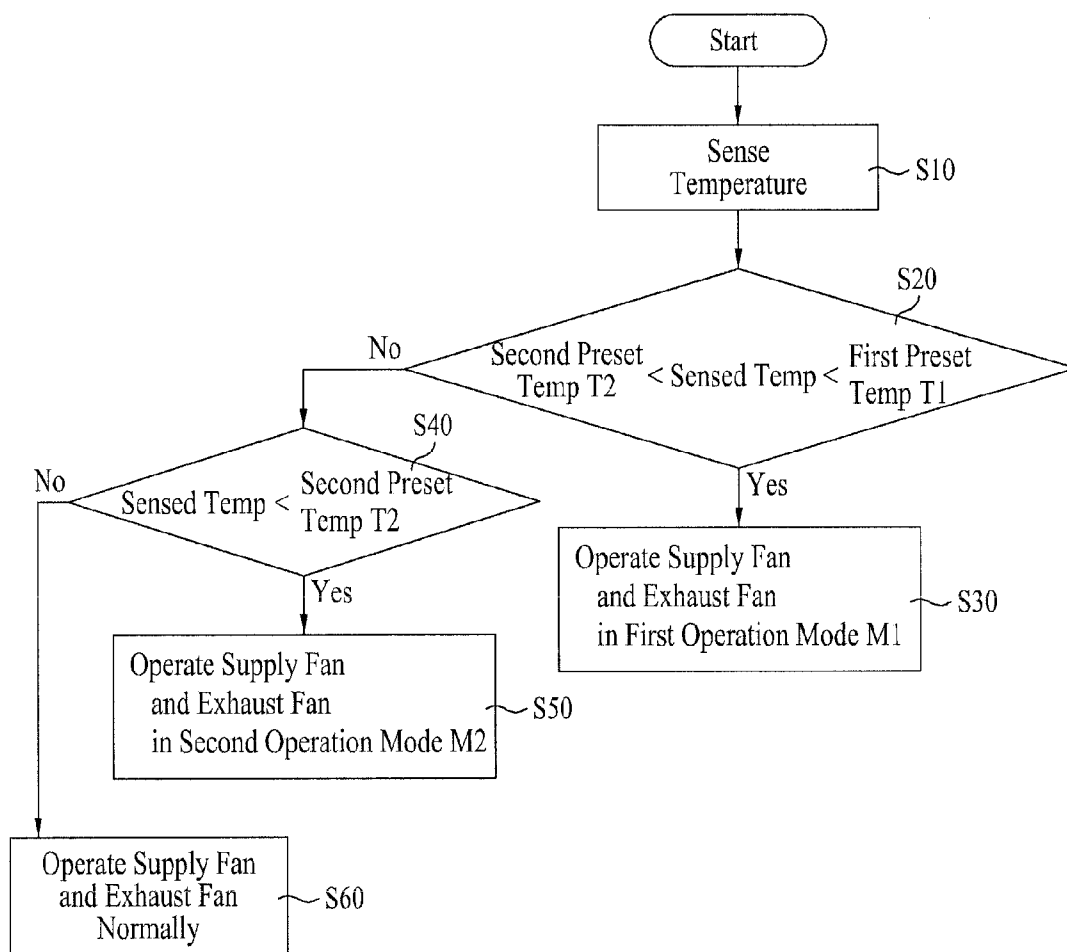 Start
Sense
Temperature
S10
S20
Second Preset
Temp T2
< Sensed Temp <
First Preset
Temp T1
No
Yes
S40
Sensed Temp <
Second Preset
Temp T2
No
Yes
Operate Supply Fan
and Exhaust Fan
in First Operation Mode M1
S30
Operate Supply Fan
and Exhaust Fan
in Second Operation Mode M2
S50
Operate Supply Fan
and Exhaust Fan
Normally
S60